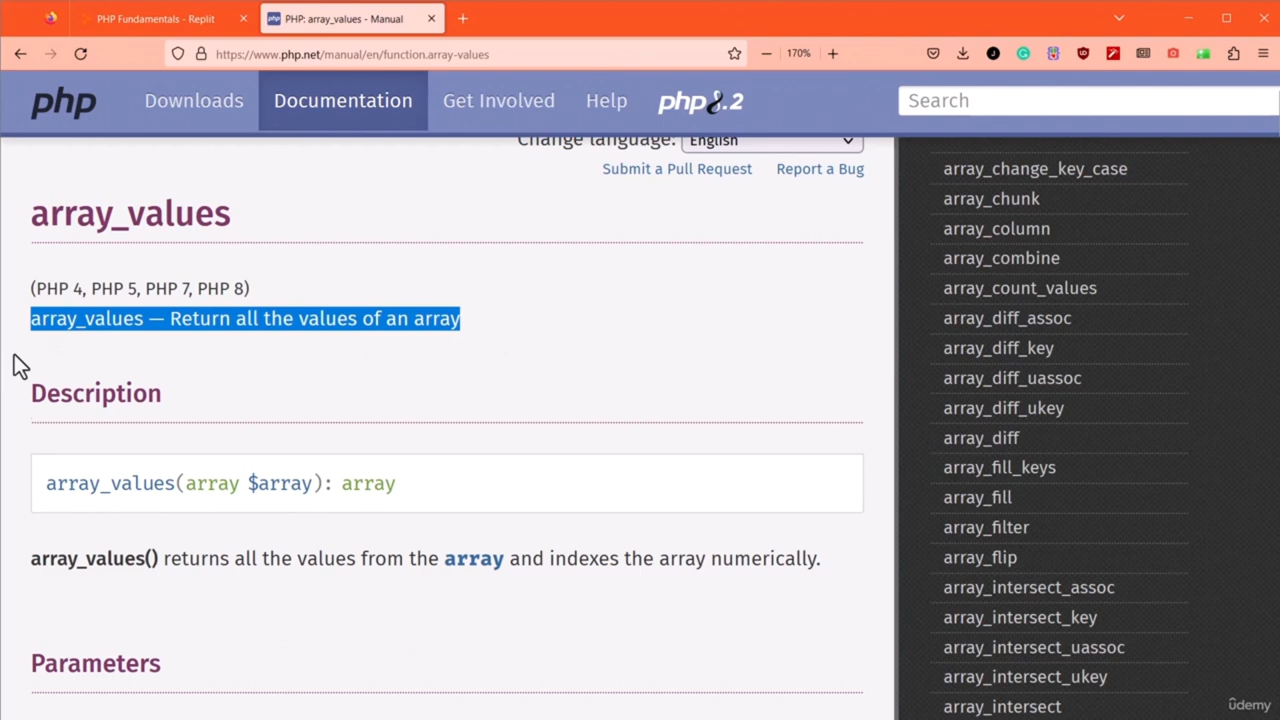 PHP Fundamentals - Replit
PHP: array_values - Manual
https://www.php.net/manual/en/function.array-values
170%
php
Downloads
Documentation
Get Involved
Help
php8.2
Search
Change language:
English
Submit a Pull Request
Report a Bug
array_values
(PHP 4, PHP 5, PHP 7, PHP 8)
array_values — Return all the values of an array
Description
array_values(array $array): array
array_values() returns all the values from the array and indexes the array numerically.
Parameters
array_change_key_case
array_chunk
array_column
array_combine
array_count_values
array_diff_assoc
array_diff_key
array_diff_uassoc
array_diff_ukey
array_diff
array_fill_keys
array_fill
array_filter
array_flip
array_intersect_assoc
array_intersect_key
array_intersect_uassoc
array_intersect_ukey
array_intersect
ûdemy